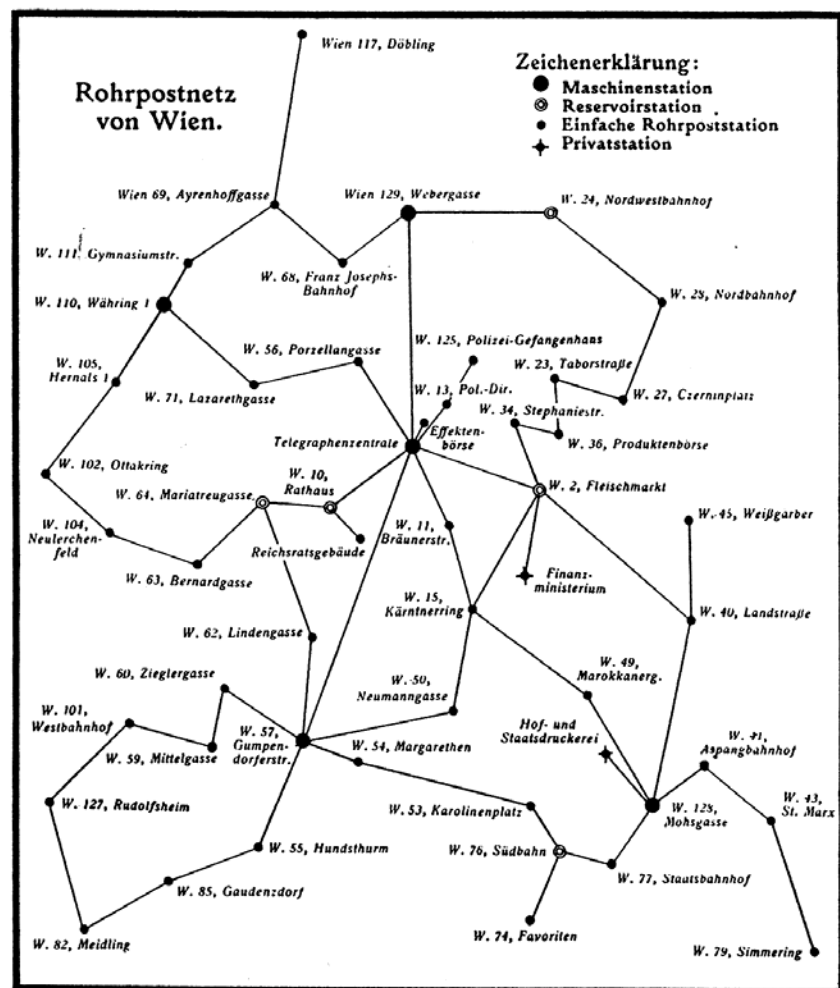 Wien 117, Döbling
Rohrpostnetz
von Wien.
Zeichenerklärung:
Maschinenstation
Reservoirstation
Einfache Rohrpoststation
Privatstation
Wien 69, Ayrenhoffgasse
Wien 129, Webergasse
W. 24, Nordwestbahnhof
W. 111, Gymnasiumstr.
W. 68, Franz Josephs-
Bahnhof
W. 110, Währing 1
W. 28, Nordbahnhof
W. 125, Polizei-Gefangenhaus
W. 56, Porzellangasse
W. 23, Taborstraße
W. 105,
Hernals 1
W. 71, Lazarethgasse
W. 13, Pol.-Dir.
W. 27, Czerninplatz
W. 34, Stephaniestr.
Effekten-
börse
W. 36, Produktenbörse
Telegraphenzentrale
W. 102, Ottakring
W. 10,
Rathaus
W. 64, Mariatreugasse
W. 2, Fleischmarkt
W. 45, Weißgarber
W. 104,
Neulerchen-
feld
W. 11,
Bräunerstr.
Reichsratsgebäude
W. 63, Bernardgasse
Finanz-
ministerium
W. 15,
Kärntnerring
W. 40, Landstraße
W. 62, Lindengasse
W. 49,
Marokkanerg.
W. 60, Zieglergasse
W. 50,
Neumanngasse
W. 101,
Westbahnhof
W. 57,
Gumpen-
dorferstr.
Hof- und
Staatsdruckerei
W. 41,
Aspangbahnhof
W. 59, Mittelgasse
W. 54, Margarethen
W. 127, Rudolfsheim
W. 53, Karolinenplatz
W. 128,
Mohsgasse
W. 43,
St. Marx
W. 55, Hundsthurm
W. 76, Südbahn
W. 77, Staatsbahnhof
W. 85, Gaudenzdorf
W. 82, Meidling
W. 74, Favoriten
W. 79, Simmering